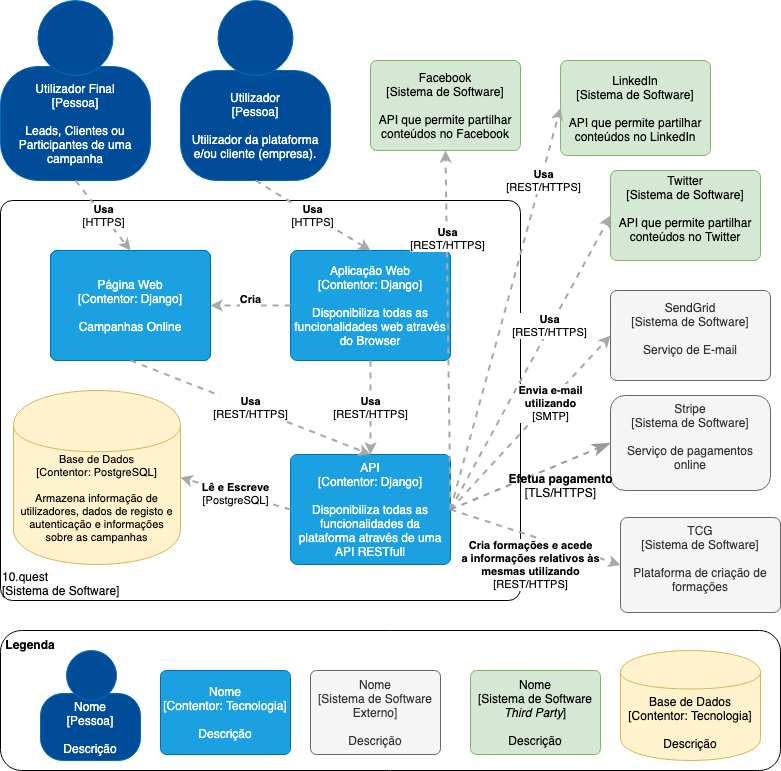 Utilizador Final
[Pessoa]
Leads, Clientes ou
Participantes de uma
campanha
Utilizador
[Pessoa]
Utilizador da plataforma
e/ou cliente (empresa).
Facebook
[Sistema de Software]
API que permite partilhar
conteúdos no Facebook
LinkedIn
[Sistema de Software]
API que permite partilhar
conteúdos no LinkedIn
Usa
[REST/HTTPS]
Twitter
[Sistema de Software]
API que permite partilhar
conteúdos no Twitter
Usa
[HTTPS]
Usa
[HTTPS]
Usa
[REST/HTTPS]
Página Web
[Contentor: Django]
Campanhas Online
Cria
Aplicação Web
[Contentor: Django]
Disponibiliza todas as
funcionalidades web através
do Browser
Usa
[REST/HTTPS]
SendGrid
[Sistema de Software]
Serviço de E-mail
Envia e-mail
utilizando
[SMTP]
Usa
[REST/HTTPS]
Usa
[REST/HTTPS]
Stripe
[Sistema de Software]
Serviço de pagamentos
online
Base de Dados
[Contentor: PostgreSQL]
Armazena informação de
utilizadores, dados de registo e
autenticação e informações
sobre as campanhas
Lê e Escreve
[PostgreSQL]
API
[Contentor: Django]
Disponibiliza todas as
funcionalidades da
plataforma através de uma
API RESTfull
Efetua pagamento
[TLS/HTTPS]
Cria formações e acede
a informações relativos às
mesmas utilizando
[REST/HTTPS]
TCG
[Sistema de Software]
Plataforma de criação de
formações
10.quest
[Sistema de Software]
Legenda
Nome
[Pessoa]
Descrição
Nome
[Contentor: Tecnologia]
Descrição
Nome
[Sistema de Software
Externo]
Descrição
Nome
[Sistema de Software
Third Party]
Descrição
Base de Dados
[Contentor: Tecnologia]
Descrição